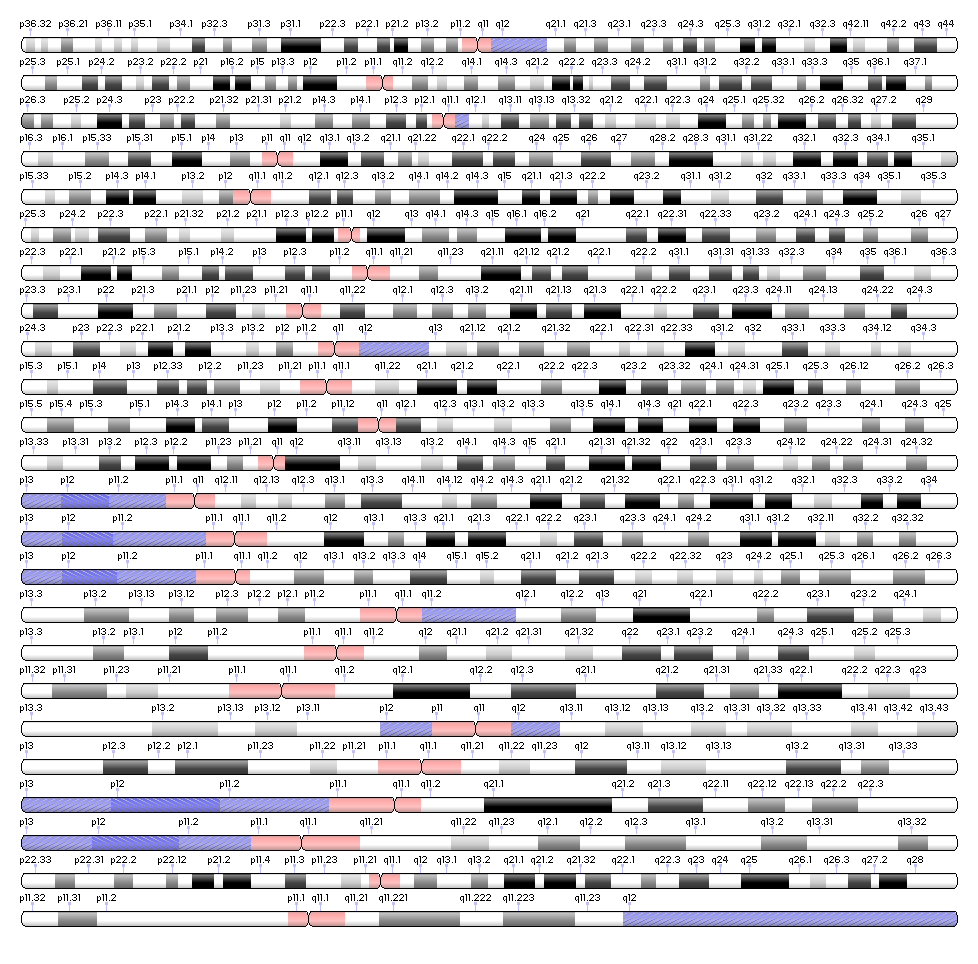 p36.32 p36.21 p36.11 p35.1 p34.1 p32.3 p31.3 p31.1 p22.3 p22.1 p21.2 p13.2 p11.2 q11 q12 q21.1 q21.3 q23.1 q23.3 q24.3 q25.3 q31.2 q32.1 q32.3 q42.11 q42.2 q43 q44
p25.3 p25.1 p24.2 p23.2 p22.1 p21 p16.2 p15 p13.3 p12 p11.2 q11.1 q11.2 q12.2 q14.1 q14.3 q21.2 q22.1 q23.3 q24.2 q31.1 q31.2 q32.1 q33.1 q33.3 q35 q36.1 q37.1
p26.3 p25.2 p24.3 p23 p22.2 p21.32 p21.31 p21.2 p14.3 p14.1 p12.3 p12.1 q11.1 q12.1 q13.11 q13.13 q13.32 q21.2 q22.1 q22.3 q24 q25.1 q25.32 q26.2 q26.32 q27.2 q29
p16.3 p16.1 p15.33 p15.31 p15.1 p14 p13 p11 q11 q12 q13.1 q13.2 q21.1 q21.22 q22.1 q22.2 q24 q25 q26 q27 q28.2 q28.3 q31.1 q31.22 q32.1 q32.3 q34.1 q35.1
p15.33 p15.2 p14.3 p14.1 p13.2 p12 q11.1 q11.2 q12.1 q12.3 q13.2 q14.1 q14.2 q14.3 q15 q21.1 q21.3 q22.2 q23.2 q31.1 q31.2 q32 q33.1 q33.3 q34 q35.1 q35.3
p25.3 p24.2 p22.3 p22.1 p21.32 p21.2 p21.1 p12.3 p12.2 p11.1 q12 q13 q14.1 q14.3 q15 q16.1 q16.2 q21 q22.1 q22.31 q22.33 q23.2 q24.1 q24.3 q25.2 q26 q27
p22.3 p22.1 p21.2 p15.3 p15.1 p14.2 p13 p12.1 p11.2 q11.1 q11.21 q11.23 q21.11 q21.12 q21.2 q22.1 q22.2 q31.1 q31.31 q31.33 q32.3 q34 q35 q36.1 q36.3
p23.3 p23.1 p22 p21.3 p21.1 p12 p11.23 p11.21 q11.1 q11.22 q12.1 q12.3 q13.2 q21.11 q21.13 q21.3 q22.1 q22.2 q23.1 q23.3 q24.11 q24.13 q24.22 q24.3
p24.3 p23 p22.3 p22.1 p21.2 p13.3 p13.2 p12 p11.2 q11 q12 q13 q21.12 q21.2 q21.32 q22.1 q22.31 q22.33 q31.2 q32 q33.1 q33.3 q34.12 q34.3
p15.3 p15.1 p14 p13 p12.33 p12.2 p11.23 p11.21 p11.1 q11.1 q11.22 q21.1 q21.2 q22.1 q22.2 q22.3 q23.2 q23.32 q24.1 q24.31 q25.1 q25.3 q26.12 q26.2 q26.3
p15.5 p15.4 p15.3 p15.1 p14.3 p14.1 p13 p12 p11.2 p11.12 q11 q12.1 q12.3 q13.1 q13.2 q13.3 q13.5 q14.1 q14.3 q21 q22.1 q22.3 q23.2 q23.3 q24.1 q24.3 q25
p13.33 p13.31 p13.2 p12.3 p12.2 p11.23 p11.21 q11 q12 q13.11 q13.13 q13.2 q14.1 q14.3 q15 q21.1 q21.31 q21.32 q22 q23.1 q23.3 q24.12 q24.22 q24.31 q24.32
p13 p12 p11.2 p11.1 q11 q12.11 q12.13 q12.3 q13.1 q13.3 q14.11 q14.12 q14.2 q14.3 q21.1 q21.2 q21.32 q22.1 q22.3 q31.1 q31.3 q32.1 q32.3 q33.2 q34
p13 p12 p11.2 p11.1 q11.1 q11.2 q12 q13.1 q13.3 q21.1 q21.3 q22.1 q22.2 q23.1 q23.3 q24.1 q24.2 q31.1 q31.2 q32.11 q32.2 q32.32
p13 p12 p11.2 p11.1 q11.1 q11.2 q12 q13.1 q13.2 q13.3 q14 q15.1 q15.2 q21.1 q21.2 q21.3 q22.2 q22.32 q23 q24.2 q25.1 q25.3 q26.1 q26.2 q26.3
p13.3 p13.2 p13.13 p13.12 p12.3 p12.2 p12.1 p11.2 p11.1 q11.1 q11.2 q12.1 q12.2 q13 q21 q22.1 q22.2 q23.1 q23.2 q24.1
p13.3 p13.2 p13.1 p12 p11.2 p11.1 q11.1 q11.2 q12 q21.1 q21.2 q21.31 q21.32 q22 q23.1 q23.2 q24.1 q24.3 q25.1 q25.2 q25.3
p11.32 p11.31 p11.23 p11.21 p11.1 q11.1 q11.2 q12.1 q12.2 q12.3 q21.1 q21.2 q21.31 q21.33 q22.1 q22.2 q22.3 q23
p13.3 p13.2 p13.13 p13.12 p13.11 p12 p11 q11 q12 q13.11 q13.12 q13.13 q13.2 q13.31 q13.32 q13.33 q13.41 q13.42 q13.43
p13 p12.3 p12.2 p12.1 p11.23 p11.22 p11.21 p11.1 q11.1 q11.21 q11.22 q11.23 q12 q13.11 q13.12 q13.13 q13.2 q13.31 q13.33
p13 p12 p11.2 p11.1 q11.1 q11.2 q21.1 q21.2 q21.3 q22.11 q22.12 q22.13 q22.2 q22.3
p13 p12 p11.2 p11.1 q11.1 q11.21 q11.22 q11.23 q12.1 q12.2 q12.3 q13.1 q13.2 q13.31 q13.32
p22.33 p22.31 p22.2 p22.12 p21.2 p11.4 p11.3 p11.23 p11.21 q11.1 q12 q13.1 q13.2 q21.1 q21.2 q21.32 q22.1 q22.3 q23 q24 q25 q26.1 q26.3 q27.2 q28
p11.32 p11.31 p11.2 p11.1 q11.1 q11.21 q11.221 q11.222 q11.223 q11.23 q12